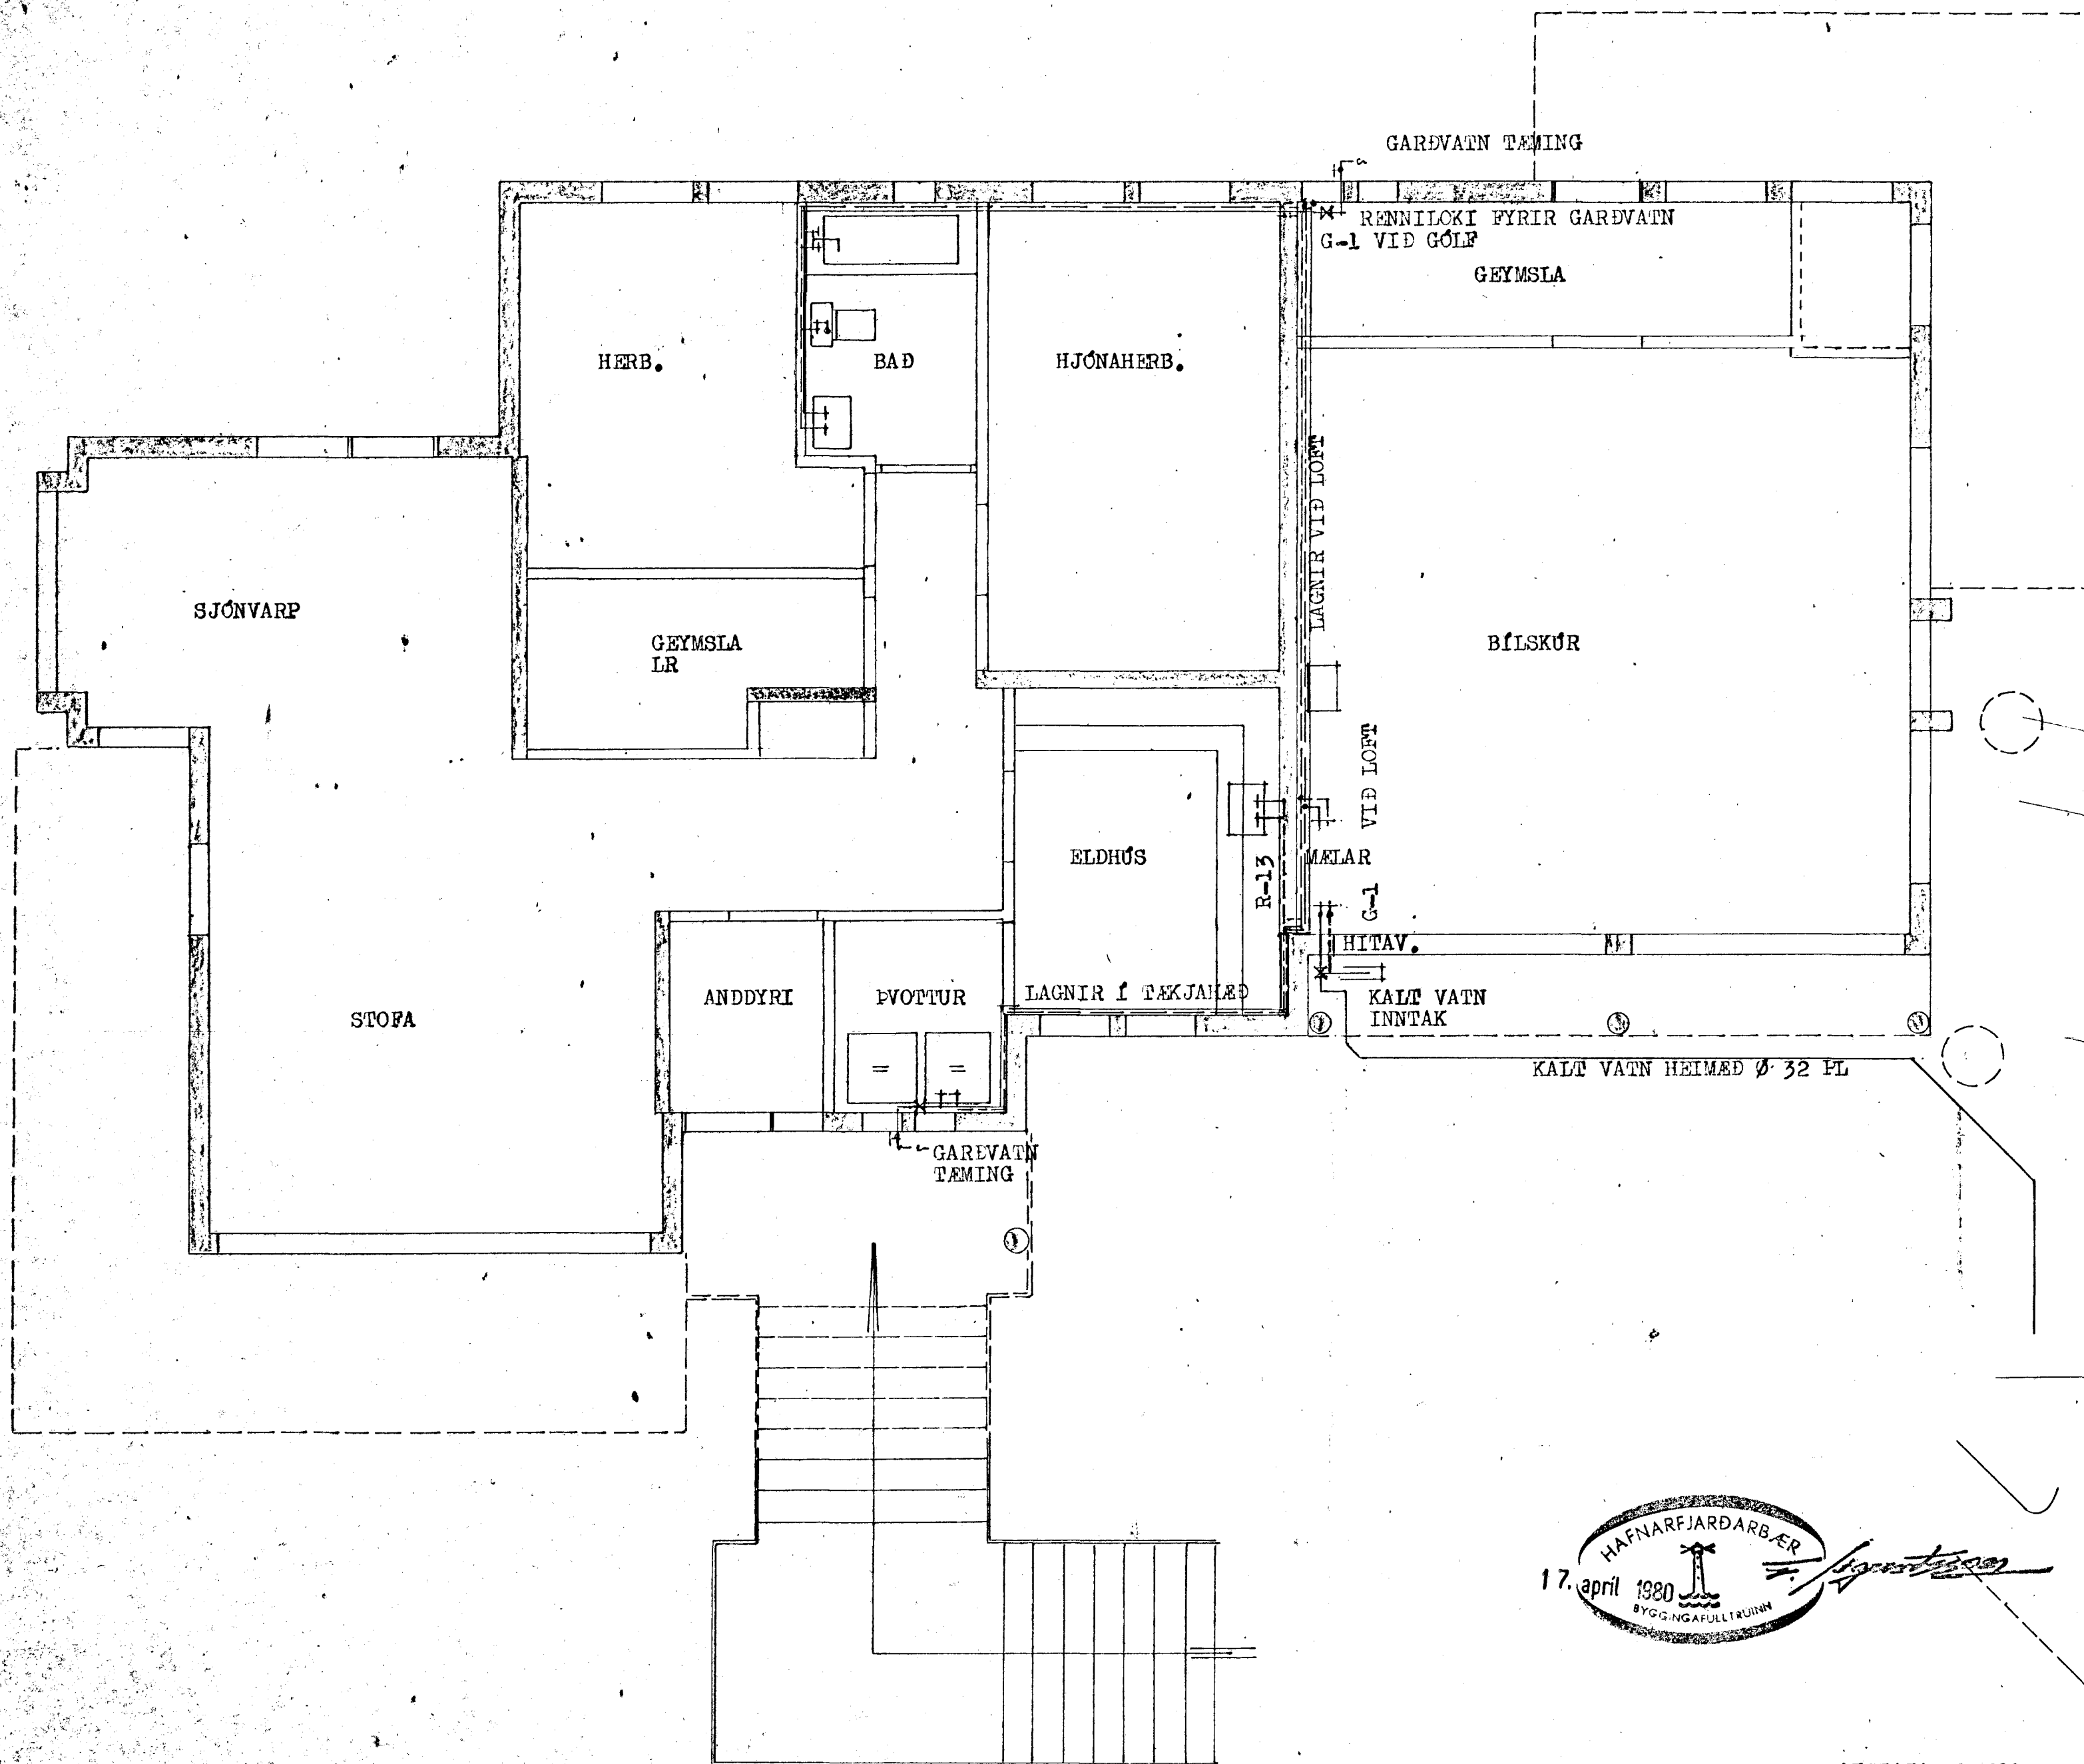 GARÐVATN TÆMING
RENNILOKI FYRIR GARÐVATN
G-1 VIÐ GÓLF
GEYMSLA
HERB.
BAÐ
HJÓNAHERB.
LAGNIR VIÐ LOFT
SJÓNVARP
GEYMSLA
LR
BÍLSKÚR
VIÐ LOFT
G-1
ELDHÚS
R-13
MÆLAR
HITAV.
ANDDYRI
ÞVOTTUR
LAGNIR Í TÆKJAHÆÐ
KALT VATN
INNTAK
STOFA
KALT VATN HEIMÆÐ Ø 32 PL
GARÐVATN
TÆMING
HAFNARFJARÐARBÆR
17. apríl 1980
BYGGINGAFULLTRÚINN